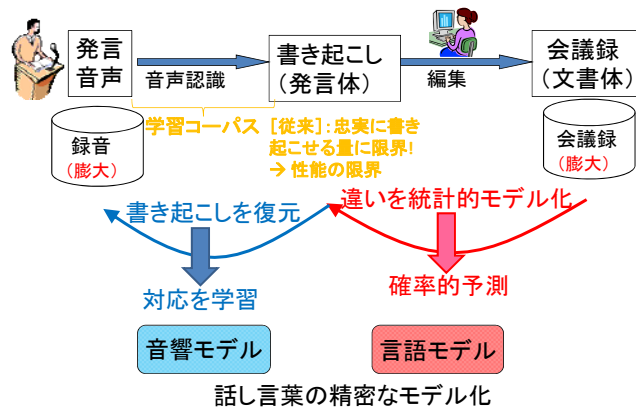 発言
音声
音声認識
書き起こし
(発言体)
編集
会議録
(文書体)
学習コーパス [従来]:忠実に書き
起こせる量に限界!
→ 性能の限界
録音
(膨大)
会議録
(膨大)
書き起こしを復元
違いを統計的モデル化
対応を学習
確率的予測
音響モデル
言語モデル
話し言葉の精密なモデル化